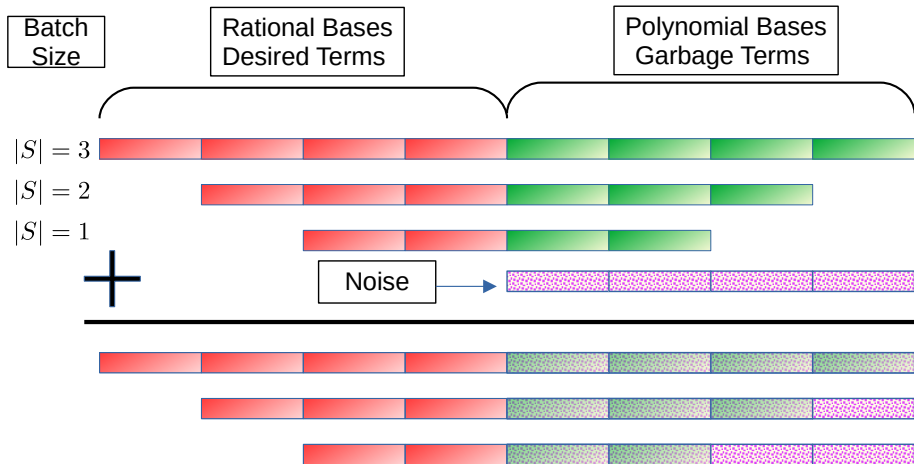 Batch
Size
Rational Bases
Desired Terms
Polynomial Bases
Garbage Terms
|S| = 3
|S| = 2
|S| = 1
+
Noise